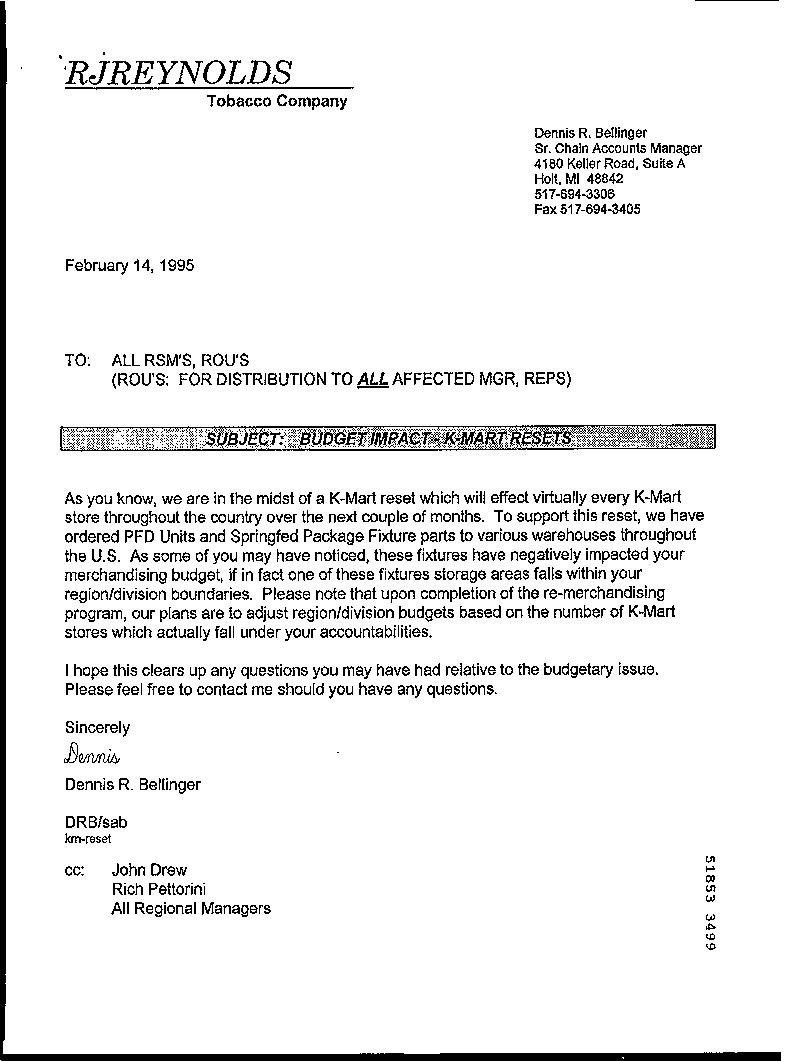 RJREYNOLDS
Tobacco Company
Dennis R. Bellinger
Sr. Chain Accounts Manager
4180 Keller Road, Suite A
Holt, MI 48842
517-694-3306
Fax 517-694-3405
February 14, 1995
TO: ALL RSM'S, ROU'S
(ROU'S: FOR DISTRIBUTION TO ALL AFFECTED MGR, REPS)
SUBJECT: BUDGET IMPACT - K-MART RESETS
As you know, we are in the midst of a K-Mart reset which will effect virtually every K-Mart
store throughout the country over the next couple of months. To support this reset, we have
ordered PFD Units and Springfed Package Fixture parts to various warehouses throughout
the U.S. As some of you may have noticed, these fixtures have negatively impacted your
merchandising budget, if in fact one of these fixtures storage areas falls within your
region/division boundaries. Please note that upon completion of the re-merchandising
program, our plans are to adjust region/division budgets based on the number of K-Mart
stores which actually fall under your accountabilities.
I hope this clears up any questions you may have had relative to the budgetary issue.
Please feel free to contact me should you have any questions.
Sincerely
Dennis
Dennis R. Bellinger
DRB/sab
km-reset
cc: John Drew
Rich Pettorini
All Regional Managers
51853 3499